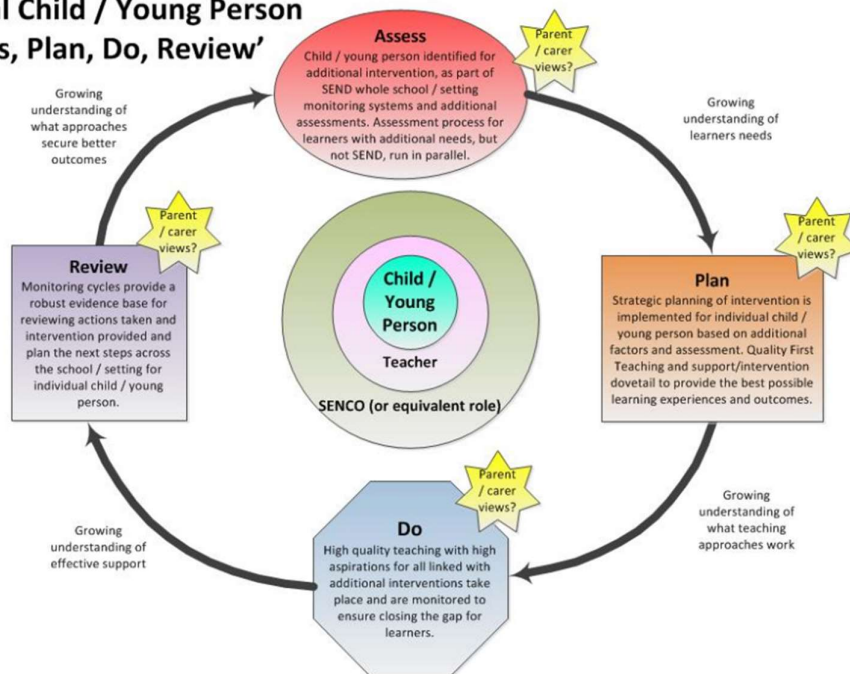 al Child / Young Person
s, Plan, Do, Review’
Assess
Child / young person identified for
additional intervention, as part of
SEND whole school / setting
monitoring systems and additional
assessments. Assessment process for
learners with additional needs, but
not SEND, run in parallel.
Parent
/ carer
views?
Growing
understanding of
what approaches
secure better
outcomes
Growing
understanding of
learners needs
Parent
/ carer
views?
Review
Monitoring cycles provide a
robust evidence base for
reviewing actions taken and
intervention provided and
plan the next steps across
the school / setting for
individual child / young
person.
Child /
Young
Person
Teacher
SENCO (or equivalent role)
Parent
/ carer
views?
Plan
Strategic planning of intervention is
implemented for individual child /
young person based on additional
factors and assessment. Quality First
Teaching and support/intervention
dovetail to provide the best possible
learning experiences and outcomes.
Growing
understanding of
effective support
Parent
/ carer
views?
Do
High quality teaching with high
aspirations for all linked with
additional interventions take
place and are monitored to
ensure closing the gap for
learners.
Growing
understanding of
what teaching
approaches work